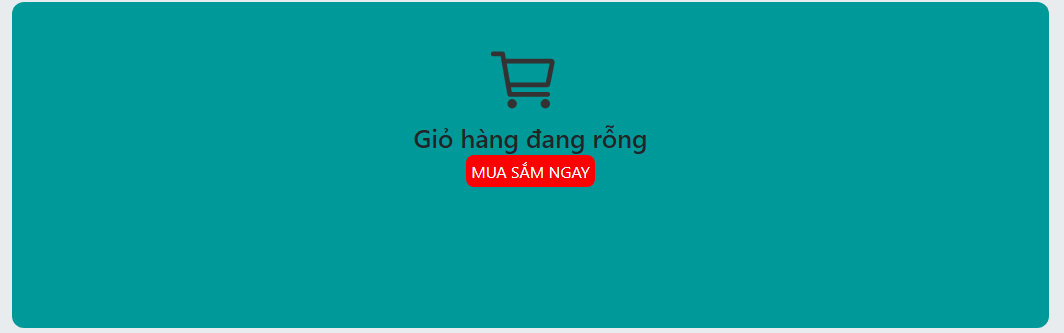 Giỏ hàng đang rỗng
MUA SẮM NGAY